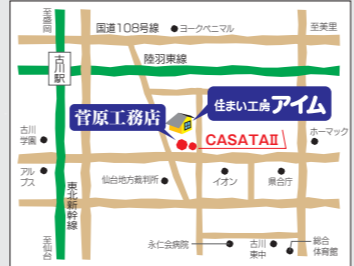 至盛岡
国道108号線
ヨークベニマル
至美里
陸羽東線
古川駅
菅原工務店
住まい工房アイム
CASATAⅡ
ホーマック
古川
学園
アル
プス
東北新幹線
仙台地方裁判所
イオン
県合庁
至仙台
永仁会病院
古川
東中
総合
体育館